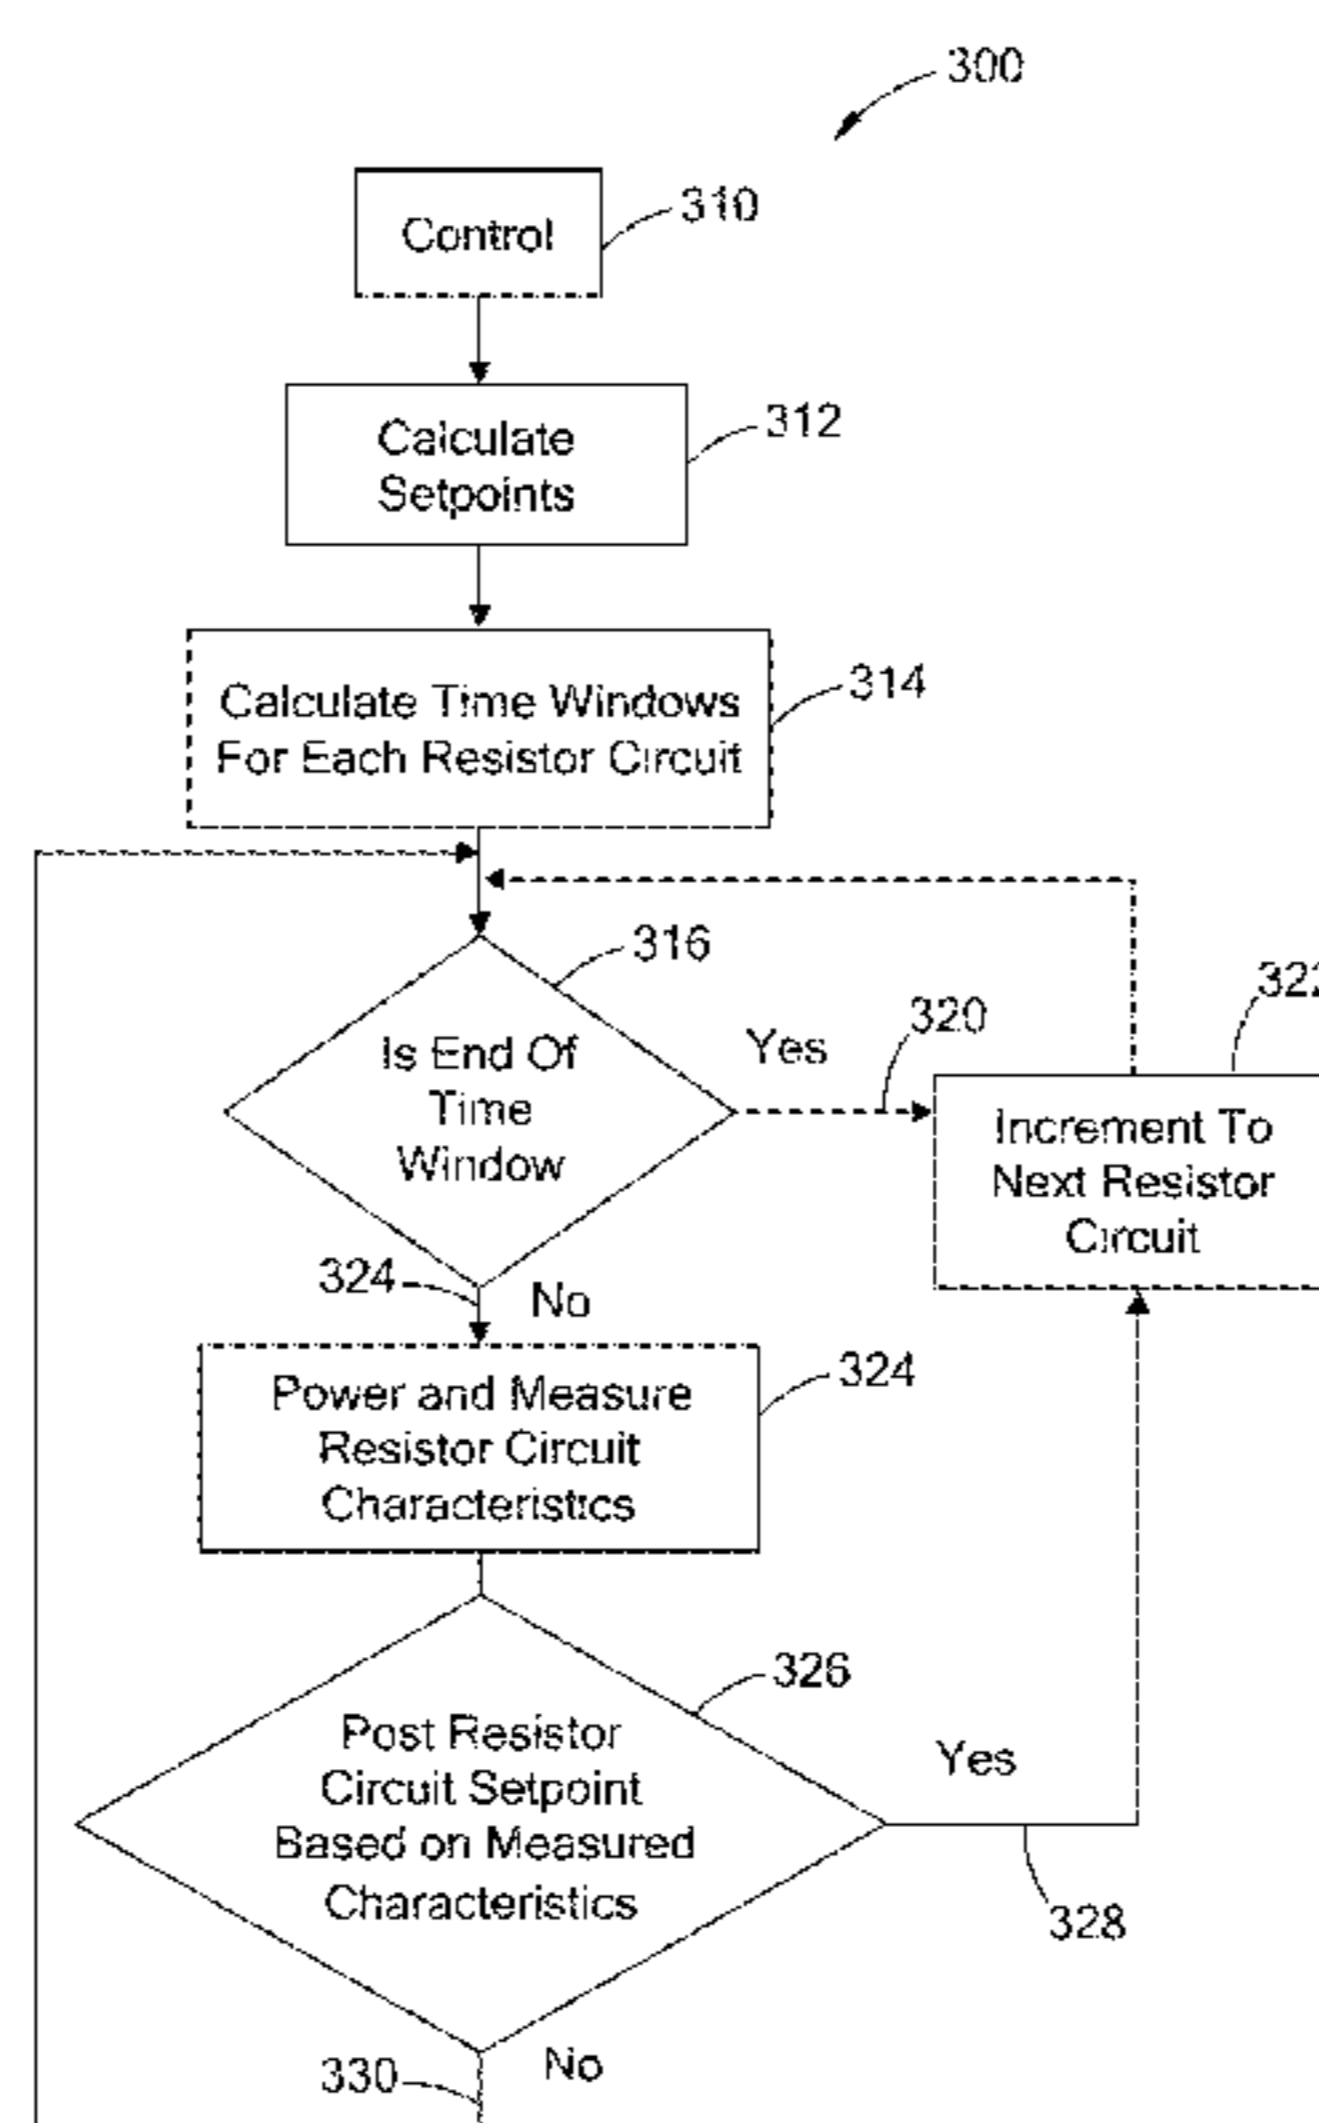 300
Control
310
Calculate
Setpoints
312
Calculate Time Windows
For Each Resistor Circuit
314
316
Is End Of
Time
Window
Yes
320
322
Increment To
Next Resistor
Circuit
324
No
Power and Measure
Resistor Circuit
Characteristics
324
326
Post Resistor
Circuit Setpoint
Based on Measured
Characteristics
Yes
328
330
No